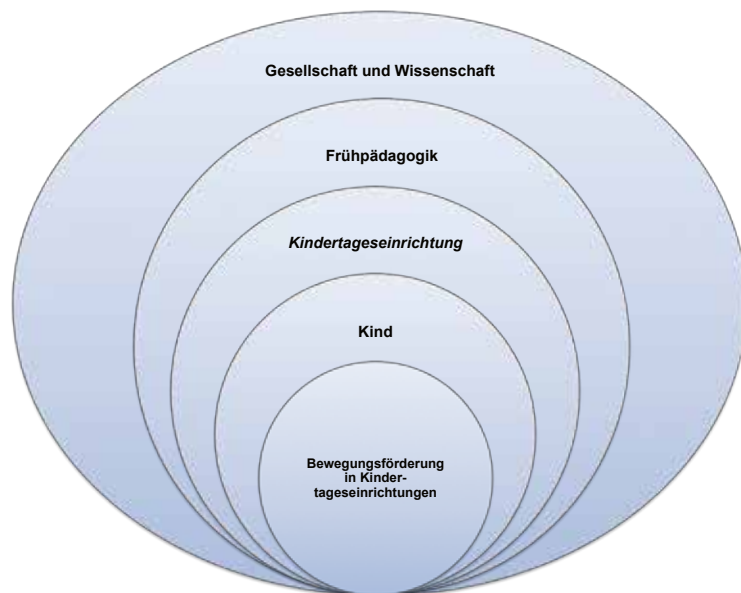 Gesellschaft und Wissenschaft
Frühpädagogik
Kindertageseinrichtung
Kind
Bewegungsförderung
in Kinder-
tageseinrichtungen